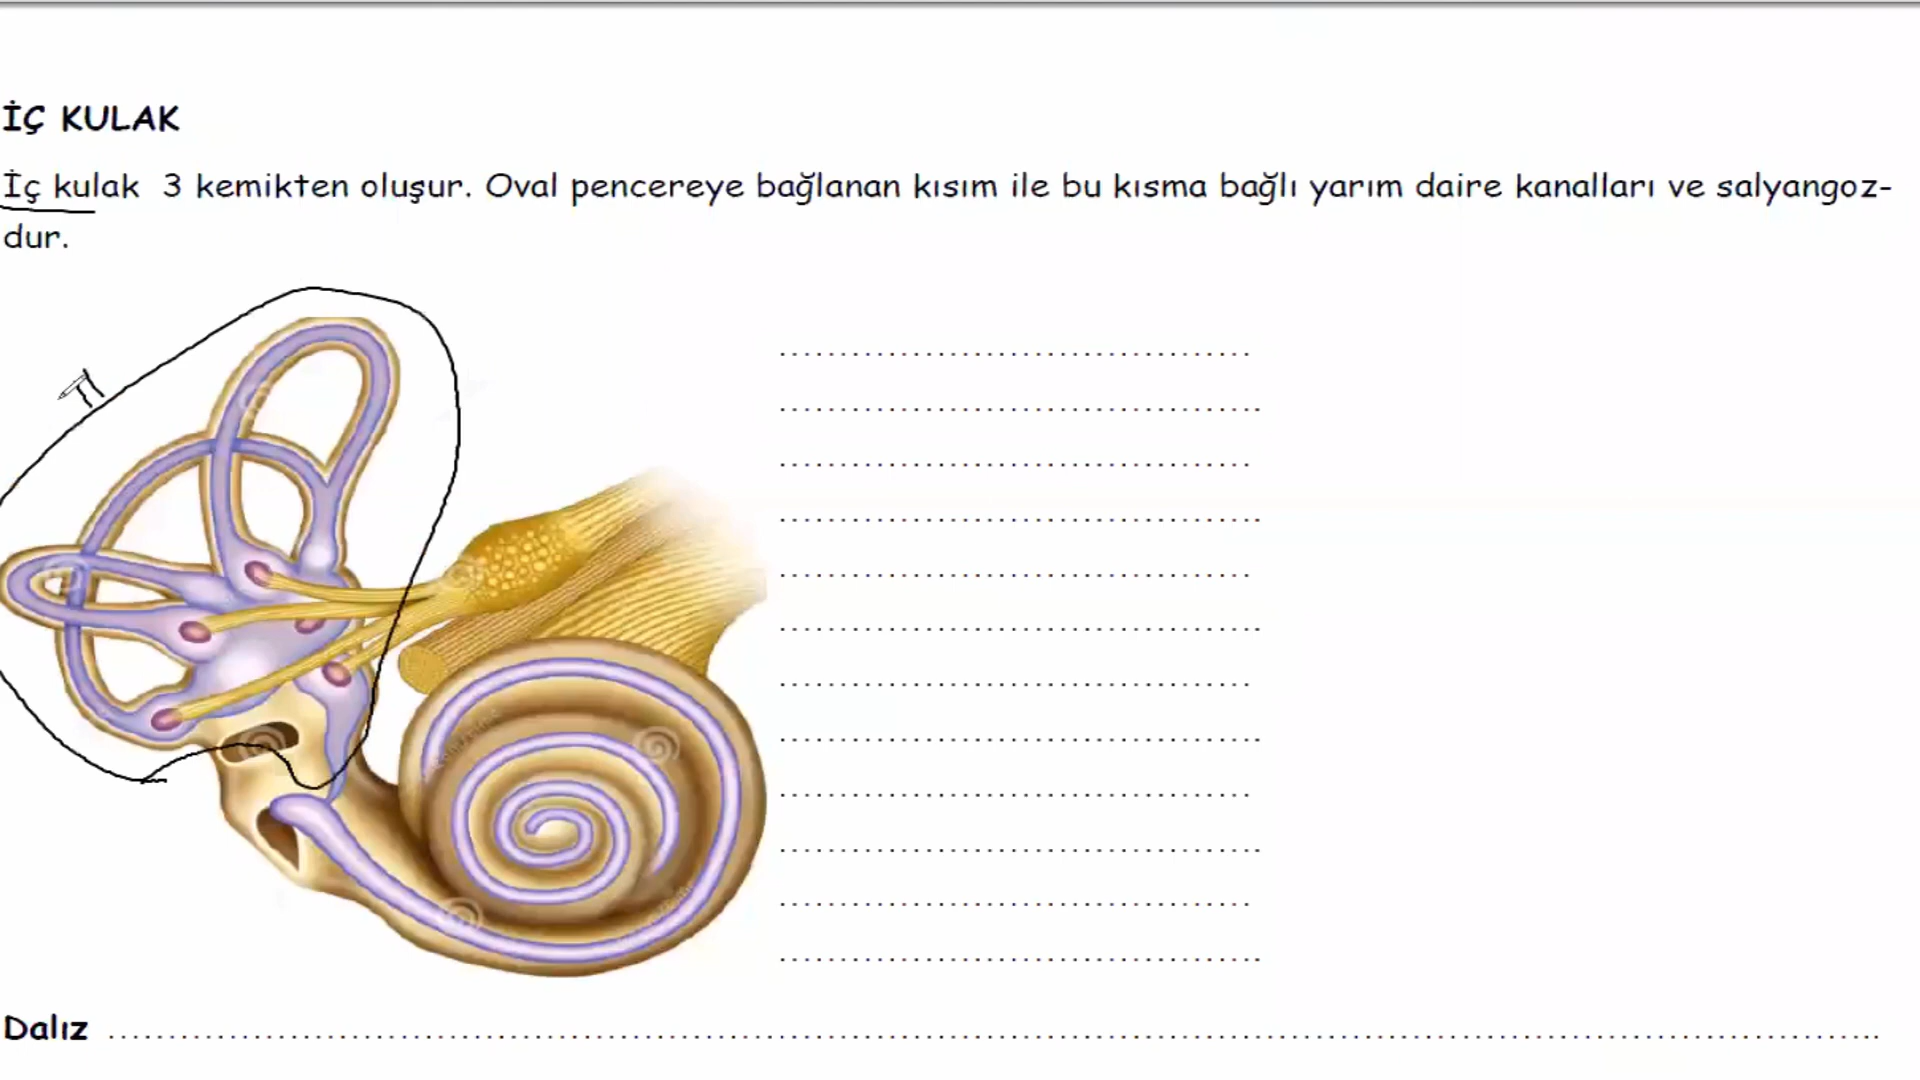 İÇ KULAK
İç kulak 3 kemikten oluşur. Oval pencereye bağlanan kısım ile bu kısma bağlı yarım daire kanalları ve salyangoz-
dur.
Dalız